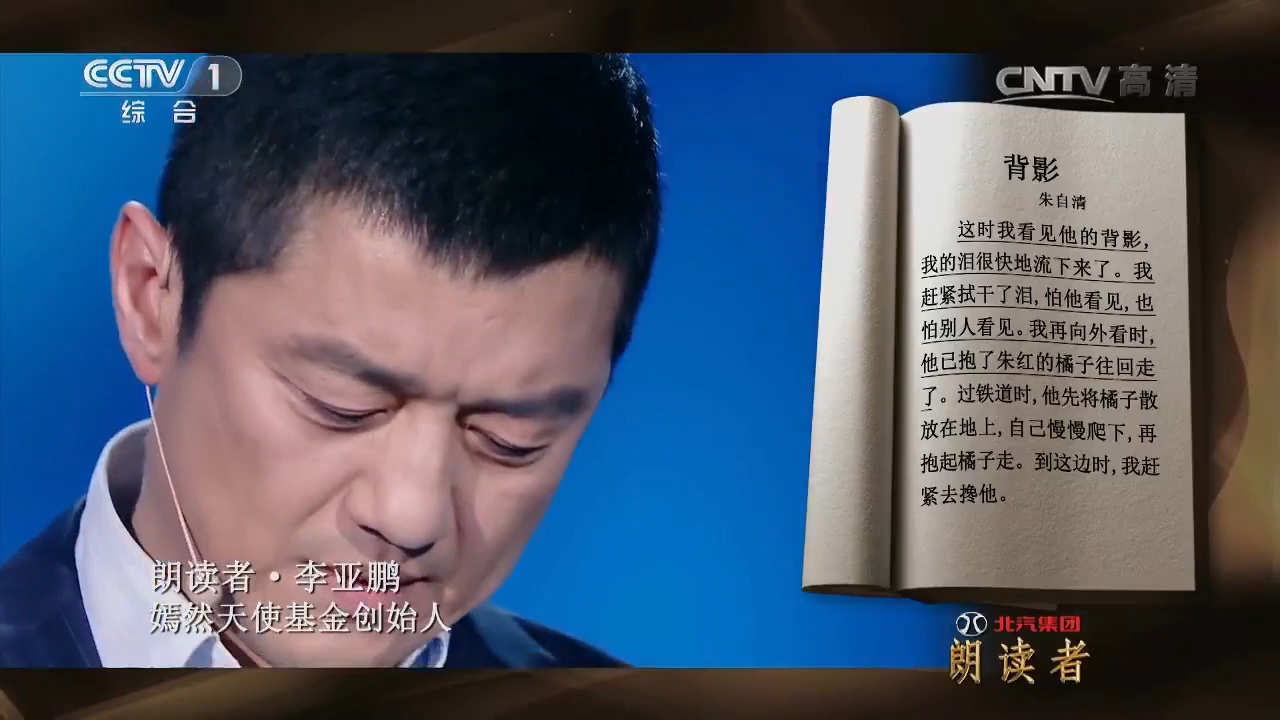 CCTV 1
综合
CNTV 高清
背影
朱自清
这时我看见他的背影,
我的泪很快地流下来了。我
赶紧拭干了泪,怕他看见,也
怕别人看见。我再向外看时,
他已抱了朱红的橘子往回走
了。过铁道时,他先将橘子散
放在地上,自己慢慢爬下,再
抱起橘子走。到这边时,我赶
紧去搀他。
朗读者·李亚鹏
嫣然天使基金创始人
北汽集团
朗读者